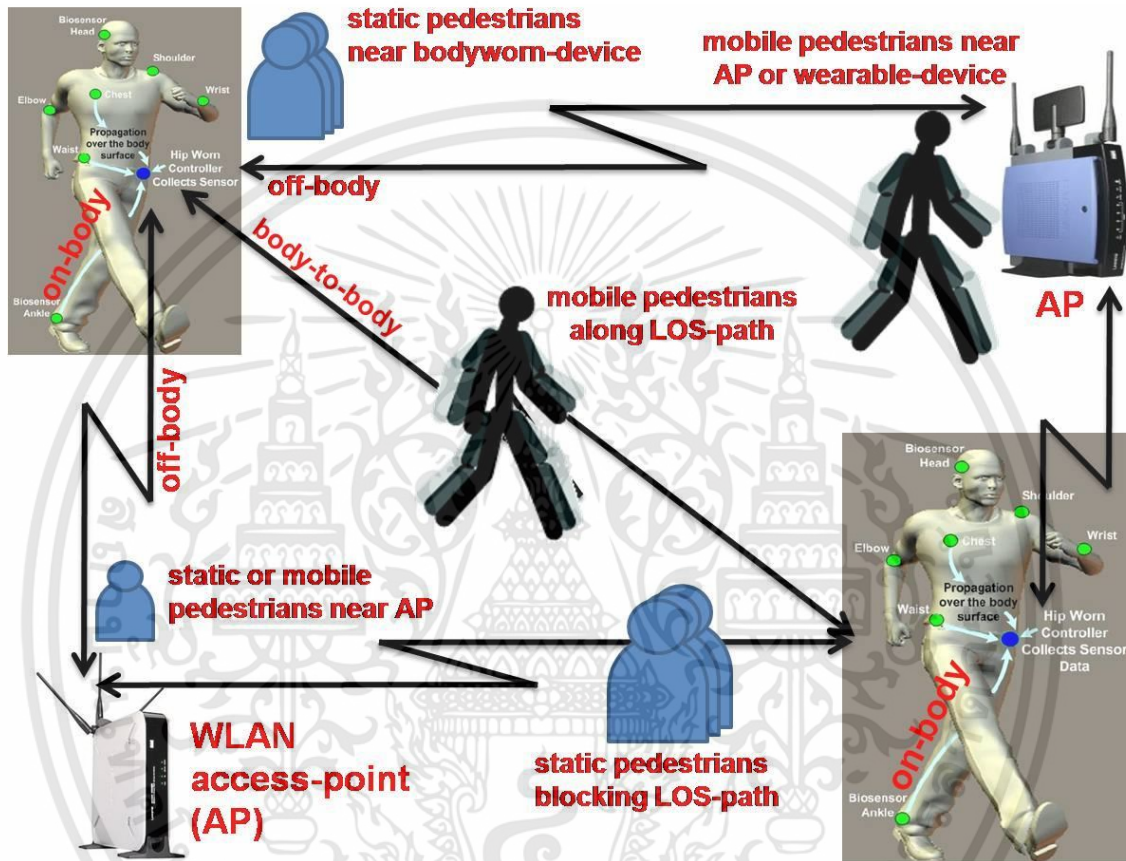 static pedestrians
near bodyworn-device
mobile pedestrians near
AP or wearable-device
Biosensor
Head
Shoulder
Elbow
Chest
Wrist
Propagation
over the body
surface
Waist
Hip Worn
Controller
Collects Sensor
on-body
Biosensor
Ankle
off-body
body-to-body
off-body
mobile pedestrians
along LOS-path
AP
static or mobile
pedestrians near AP
WLAN
access-point
(AP)
static pedestrians
blocking LOS-path
Biosensor
Head
Shoulder
Elbow
Chest
Wrist
Propagation
over the body
surface
Waist
Hip Worn
Controller
Collects Sensor
Data
on-body
Biosensor
Ankle